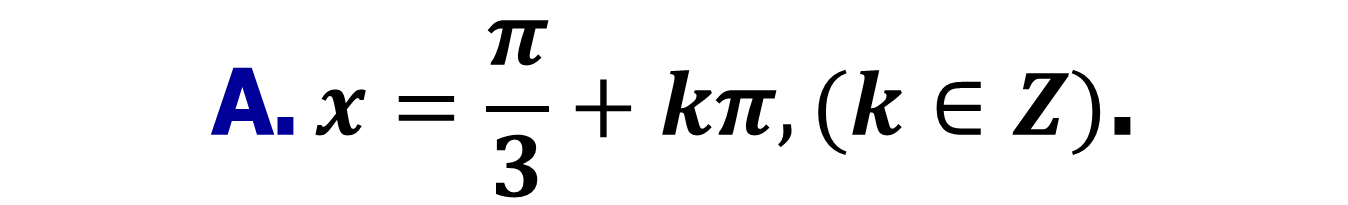 A. x = π/3 + kπ, (k ∈ Z).